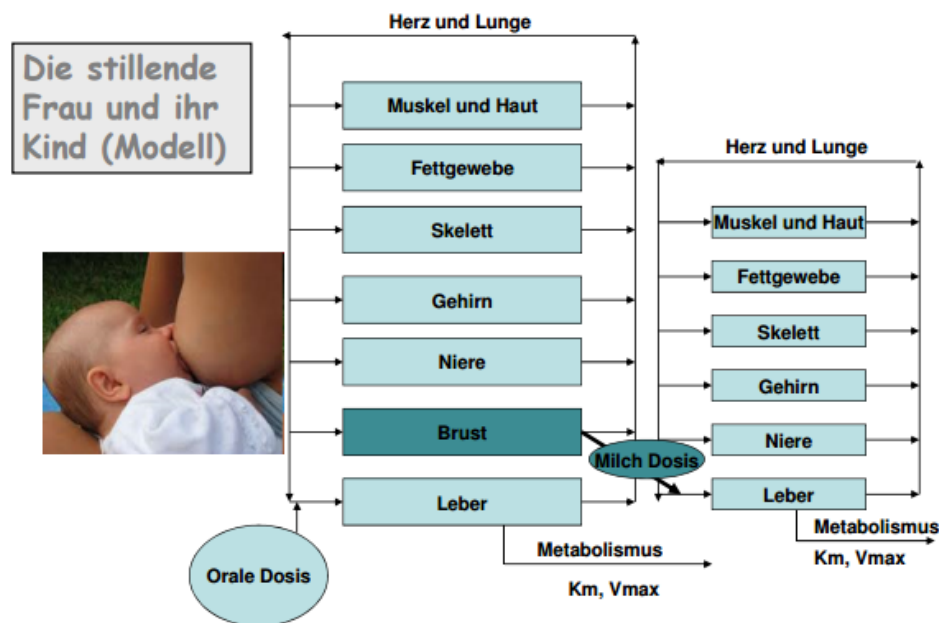 Die stillende
Frau und ihr
Kind (Modell)
Herz und Lunge
Muskel und Haut
Fettgewebe
Skelett
Gehirn
Niere
Brust
Leber
Orale Dosis
Metabolismus
Km, Vmax
Milch Dosis
Herz und Lunge
Muskel und Haut
Fettgewebe
Skelett
Gehirn
Niere
Leber
Metabolismus
Km, Vmax